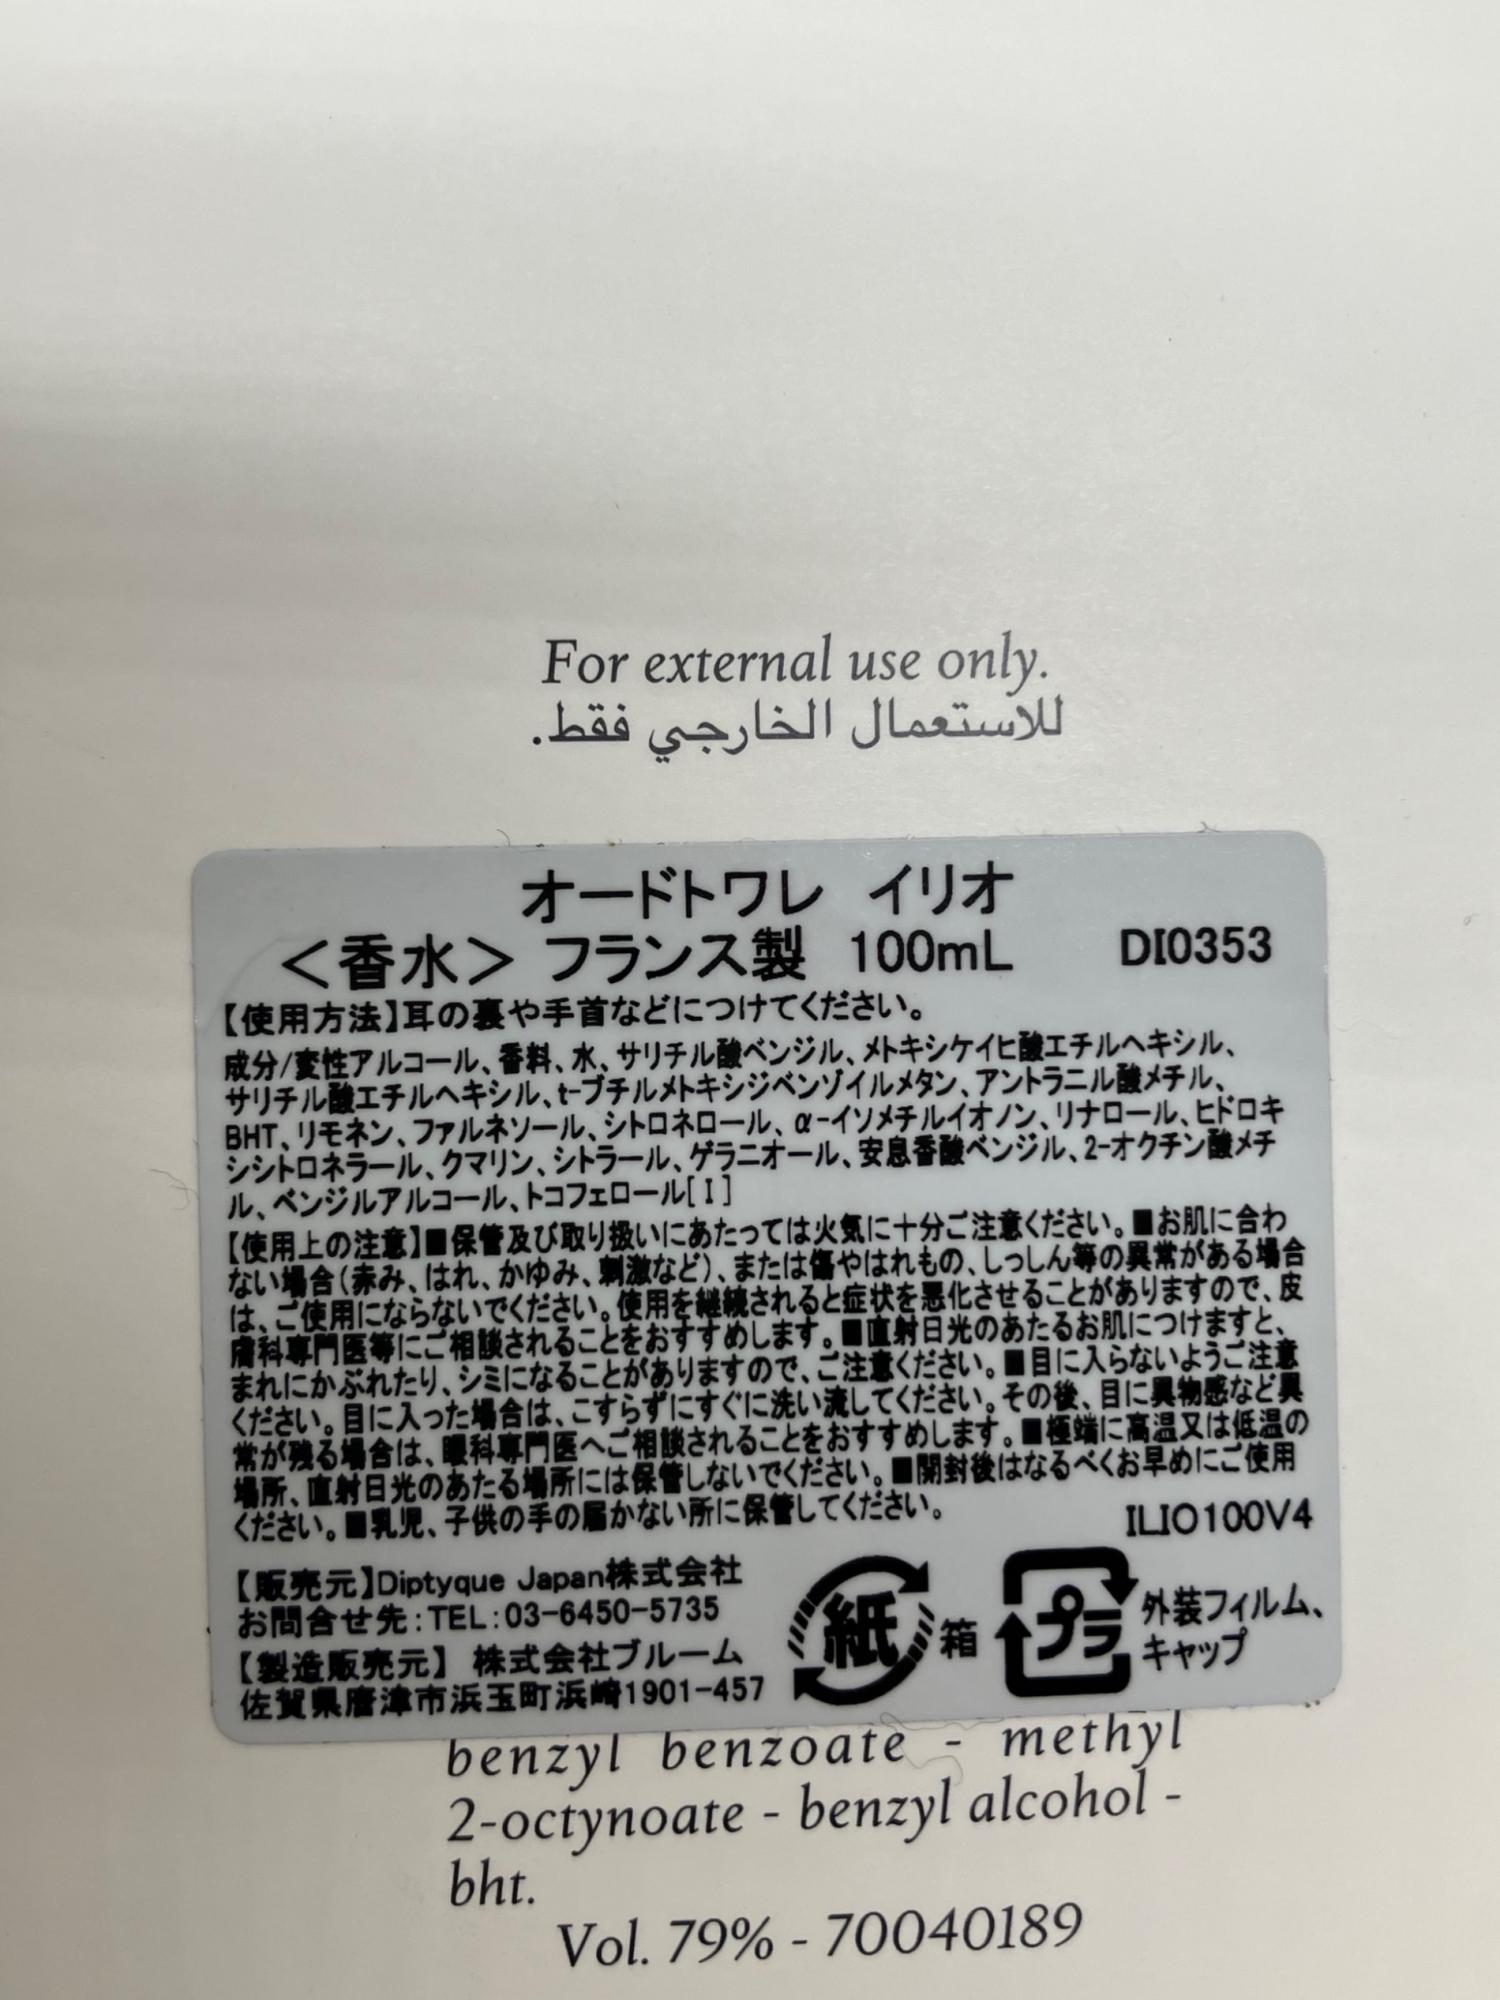 For external use only.
للاستعمال الخارجي فقط.
オードトワレ イリオ
＜香水＞ フランス製 100mL DI0353
【使用方法】耳の裏や手首などにつけてください。
成分/変性アルコール、香料、水、サリチル酸ベンジル、メトキシケイヒ酸エチルヘキシル、
サリチル酸エチルヘキシル、t-ブチルメトキシジベンゾイルメタン、アントラニル酸メチル、
BHT、リモネン、ファルネソール、シトロネロール、α-イソメチルイオノン、リナロール、ヒドロキ
シシトロネラール、クマリン、シトラール、ゲラニオール、安息香酸ベンジル、2-オクチン酸メチ
ル、ベンジルアルコール、トコフェロール[I]
【使用上の注意】■保管及び取り扱いにあたっては火気に十分ご注意ください。■お肌に合わ
ない場合(赤み、はれ、かゆみ、刺激など)、または傷やはれもの、しっしん等の異常がある場合
は、ご使用にならないでください。使用を継続されると症状を悪化させることがありますので、皮
膚科専門医等にご相談されることをおすすめします。■直射日光のあたるお肌につけますと、
まれにかぶれたり、シミになることがありますので、ご注意ください。■目に入らないようご注意
ください。目に入った場合は、こすらずにすぐに洗い流してください。その後、目に異物感など異
常が残る場合は、眼科専門医へご相談されることをおすすめします。■極端に高温又は低温の
場所、直射日光のあたる場所には保管しないでください。■開封後はなるべくお早めにご使用
ください。■乳児、子供の手の届かない所に保管してください。
ILIO100V4
【販売元】Diptyque Japan株式会社
お問合せ先:TEL:03-6450-5735
【製造販売元】 株式会社ブルーム
佐賀県唐津市浜玉町浜崎1901-457
紙 箱
プラ 外装フィルム、
キャップ
benzyl benzoate - methyl
2-octynoate - benzyl alcohol -
bht.
Vol. 79% - 70040189